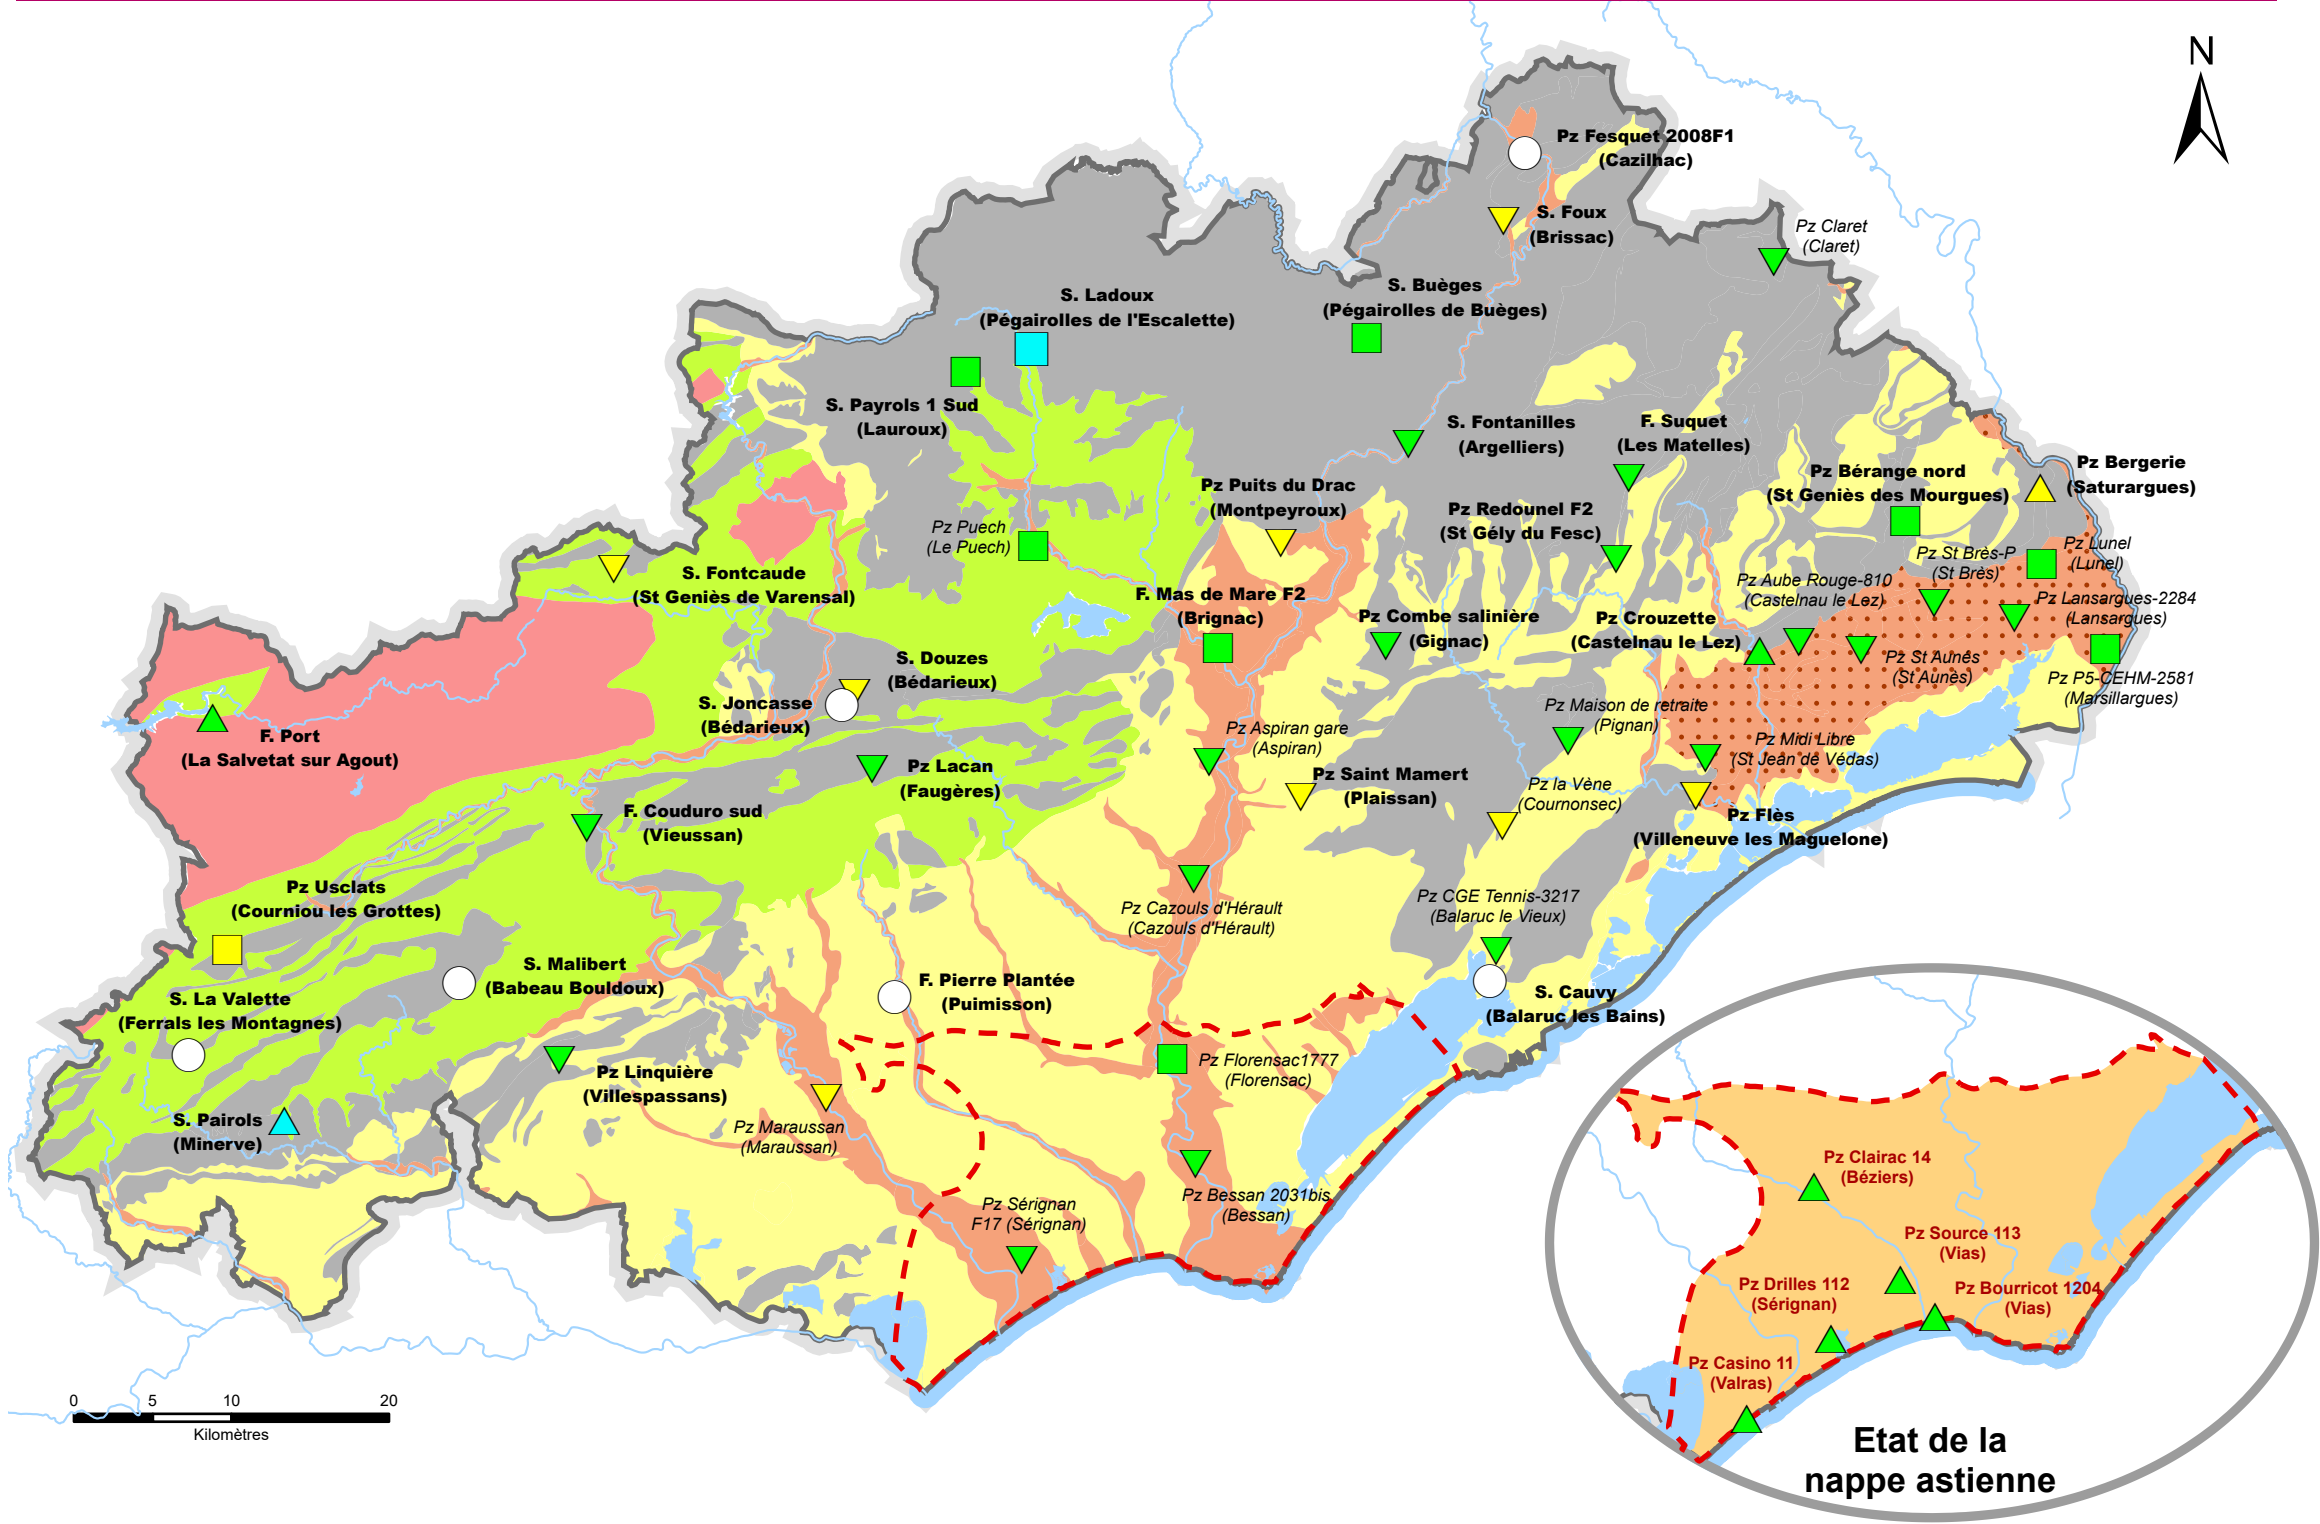 N
Pz Fesquet 2008F1
(Cazilhac)
S. Foux
(Brissac)
Pz Claret
(Claret)
S. Buèges
(Pégairolles de Buèges)
S. Ladoux
(Pégairolles de l'Escalette)
S. Payrols 1 Sud
(Lauroux)
S. Fontanilles
(Argelliers)
F. Suquet
(Les Matelles)
Pz Bérange nord
(St Geniès des Mourgues)
Pz Bergerie
(Saturargues)
Pz Puits du Drac
(Montpeyroux)
Pz Redounel F2
(St Gély du Fesc)
Pz Puech
(Le Puech)
Pz Lunel
(Lunel)
Pz St Brès-P
(St Brès)
Pz Aube Rouge-810
(Castelnau le Lez)
S. Fontcaude
(St Geniès de Varensal)
F. Mas de Mare F2
(Brignac)
Pz Combe salinière
(Gignac)
Pz Crouzette
(Castelnau le Lez)
Pz Lansargues-2284
(Lansargues)
Pz St Aunés
(St Aunès)
Pz P5-CEHM-2581
(Marsillargues)
S. Douzes
(Bédarieux)
S. Joncasse
(Bédarieux)
Pz Maison de retraite
(Pignan)
F. Port
(La Salvetat sur Agout)
Pz Aspiran gare
(Aspiran)
Pz Midi Libre
(St Jean de Védas)
Pz Lacan
(Faugères)
Pz Saint Mamert
(Plaissan)
Pz la Vène
(Cournonsec)
F. Couduro sud
(Vieussan)
Pz Flès
(Villeneuve les Maguelone)
Pz Usclats
(Courniou les Grottes)
Pz Cazouls d'Hérault
(Cazouls d'Hérault)
Pz CGE Tennis-3217
(Balaruc le Vieux)
S. Malibert
(Babeau Bouldoux)
F. Pierre Plantée
(Puimisson)
S. Cauvy
(Balaruc les Bains)
S. La Valette
(Ferrals les Montagnes)
Pz Linquière
(Villespassans)
Pz Florensac1777
(Florensac)
S. Pairols
(Minerve)
Pz Maraussan
(Maraussan)
Pz Bessan 2031bis
(Bessan)
Pz Sérignan
F17 (Sérignan)
Pz Clairac 14
(Béziers)
Pz Source 113
(Vias)
Pz Drilles 112
(Sérignan)
Pz Bourricot 1204
(Vias)
Pz Casino 11
(Valras)
Etat de la
nappe astienne
0 5 10 20
Kilomètres